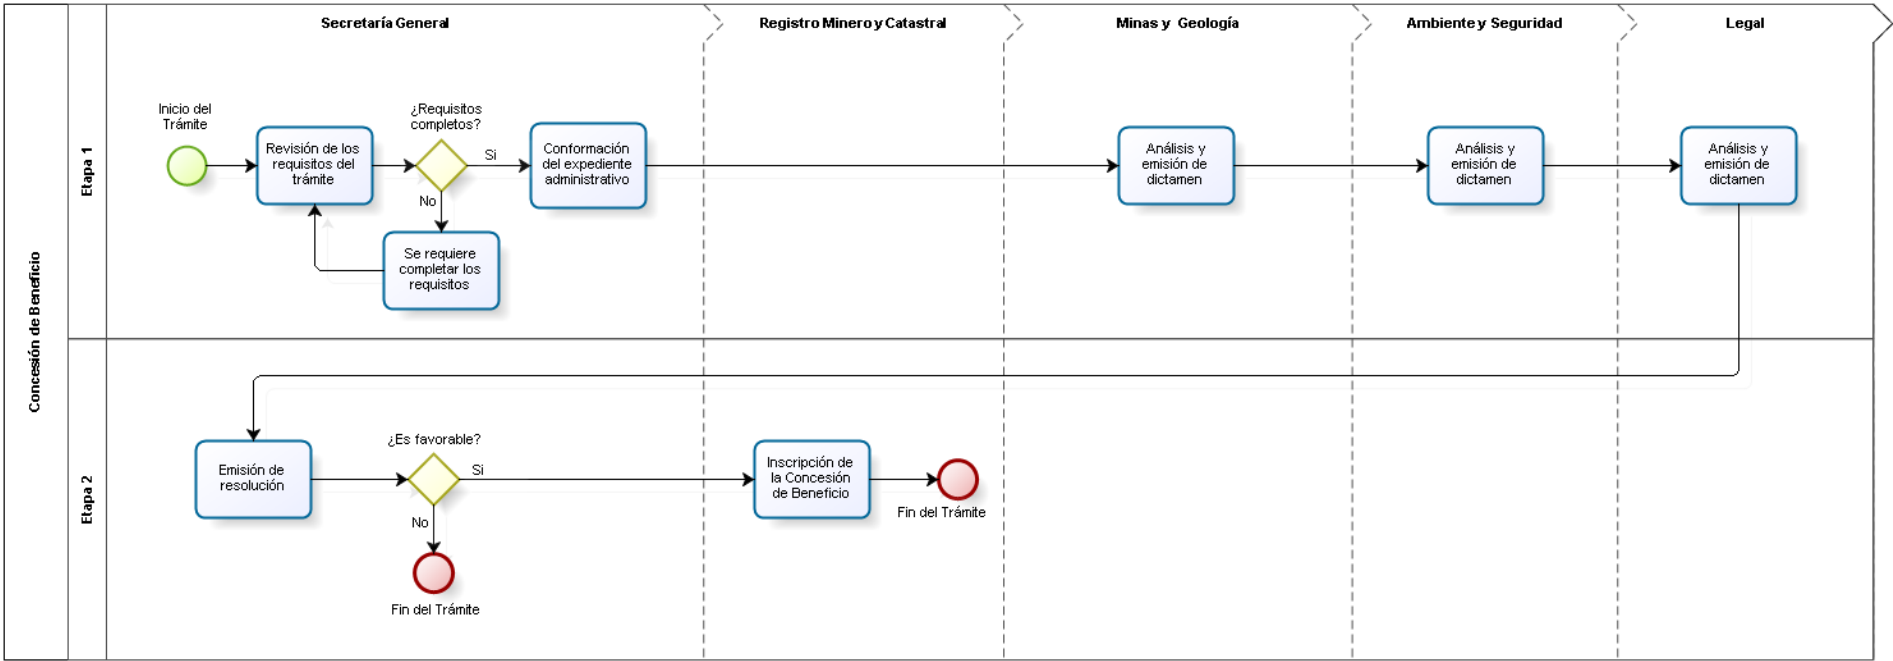 Secretaría General
Registro Minero y Catastral
Minas y Geología
Ambiente y Seguridad
Legal
Concesión de Beneficio
Etapa 1
Inicio del
Trámite
Revisión de los
requisitos del
trámite
¿Requisitos
completos?
Si
No
Se requiere
completar los
requisitos
Conformación
del expediente
administrativo
Análisis y
emisión de
dictamen
Análisis y
emisión de
dictamen
Análisis y
emisión de
dictamen
Etapa 2
Emisión de
resolución
¿Es favorable?
Si
No
Fin del Trámite
Inscripción de
la Concesión
de Beneficio
Fin del Trámite